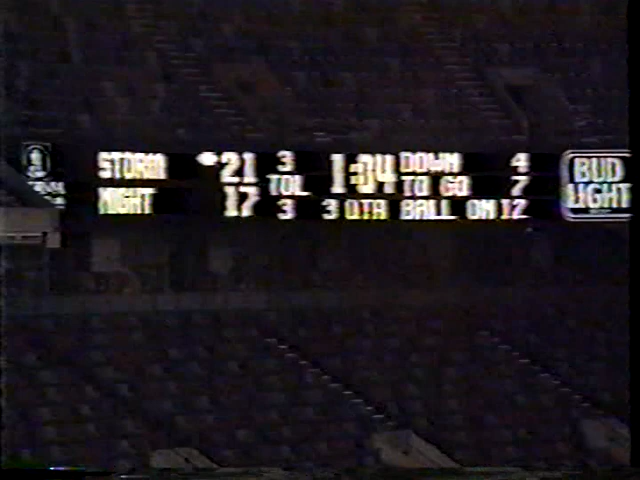 STORM 21 3 1:04 DOWN 4
TOL TO GO 7
NIGHT 17 3 3 QTR BALL ON 12
BUD
LIGHT